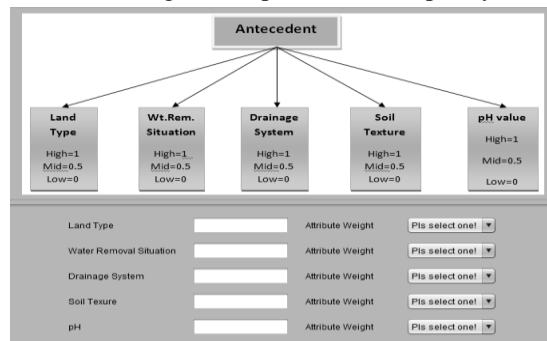 Antecedent
Land Type
High=1
Mid=0.5
Low=0
Wt.Rem. Situation
High=1
Mid=0.5
Low=0
Drainage System
High=1
Mid=0.5
Low=0
Soil Texture
High=1
Mid=0.5
Low=0
pH value
High=1
Mid=0.5
Low=0
Land Type Attribute Weight Pls select one!
Water Removal Situation Attribute Weight Pls select one!
Drainage System Attribute Weight Pls select one!
Soil Texure Attribute Weight Pls select one!
pH Attribute Weight Pls select one!